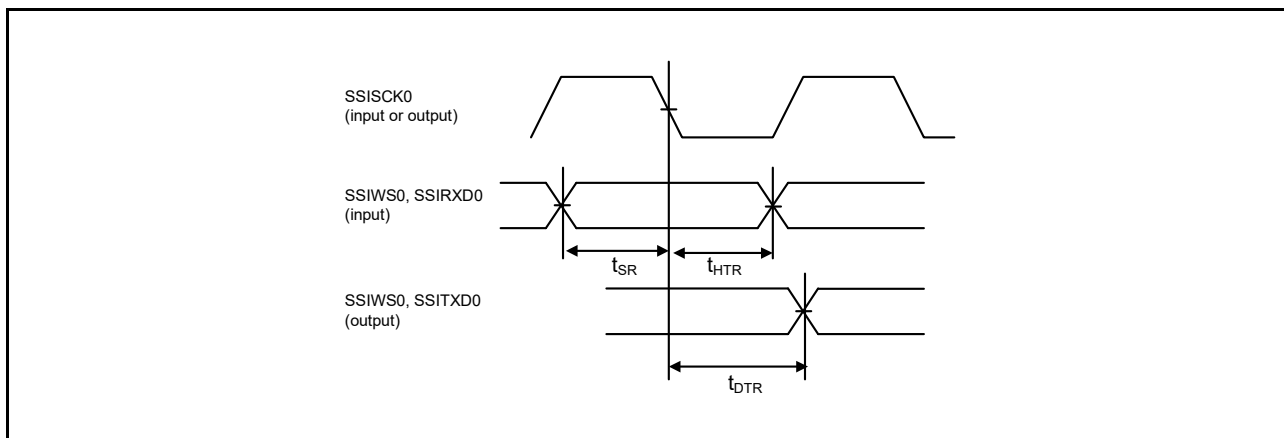 SSISCK0
(input or output)
SSIWS0, SSIRXD0
(input)
tSR
tHTR
SSIWS0, SSITXD0
(output)
tDTR